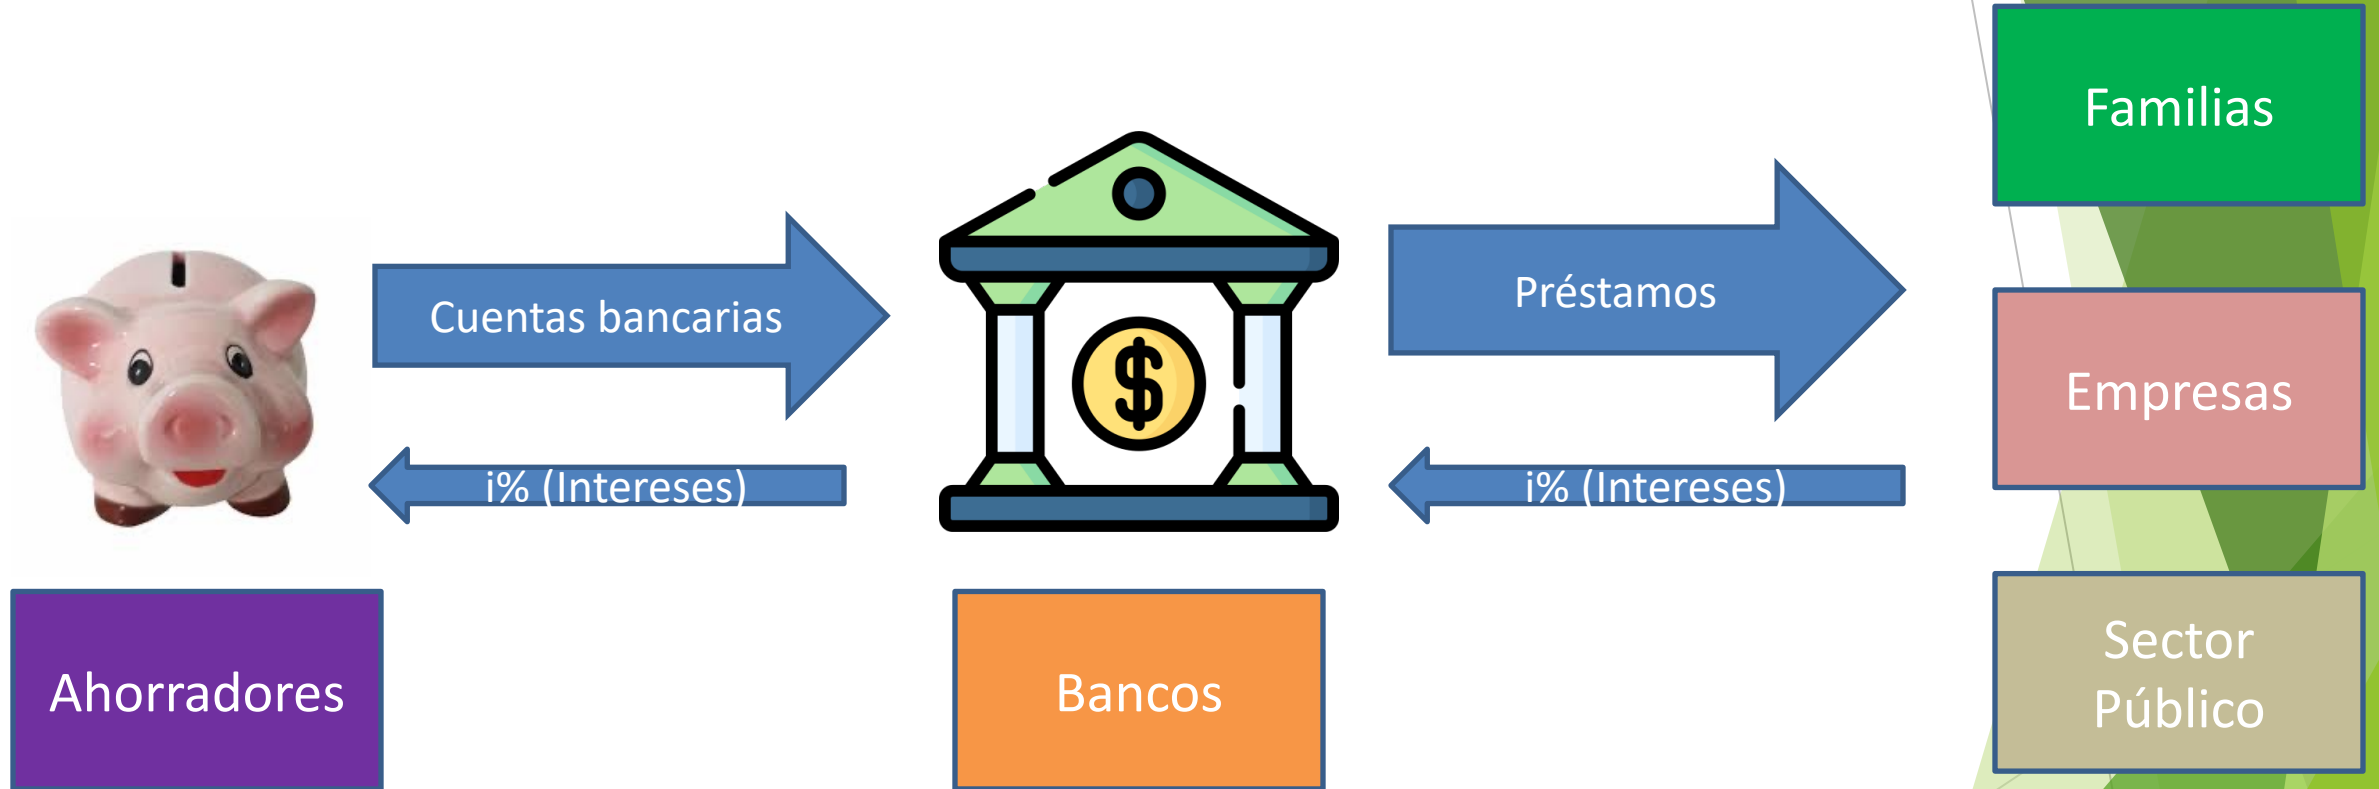 Familias
Cuentas bancarias
Préstamos
$
Empresas
i% (Intereses)
i% (Intereses)
Ahorradores
Bancos
Sector
Público